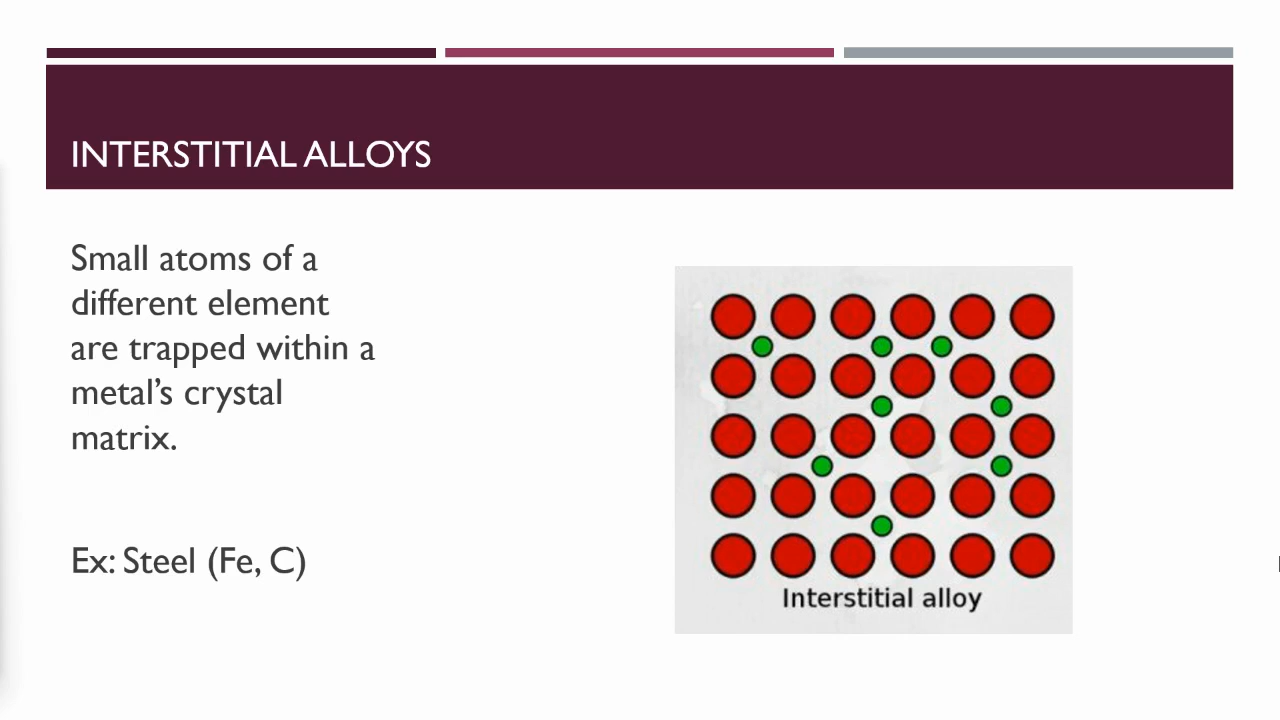 INTERSTITIAL ALLOYS
Small atoms of a
different element
are trapped within a
metal’s crystal
matrix.
Ex: Steel (Fe, C)
Interstitial alloy